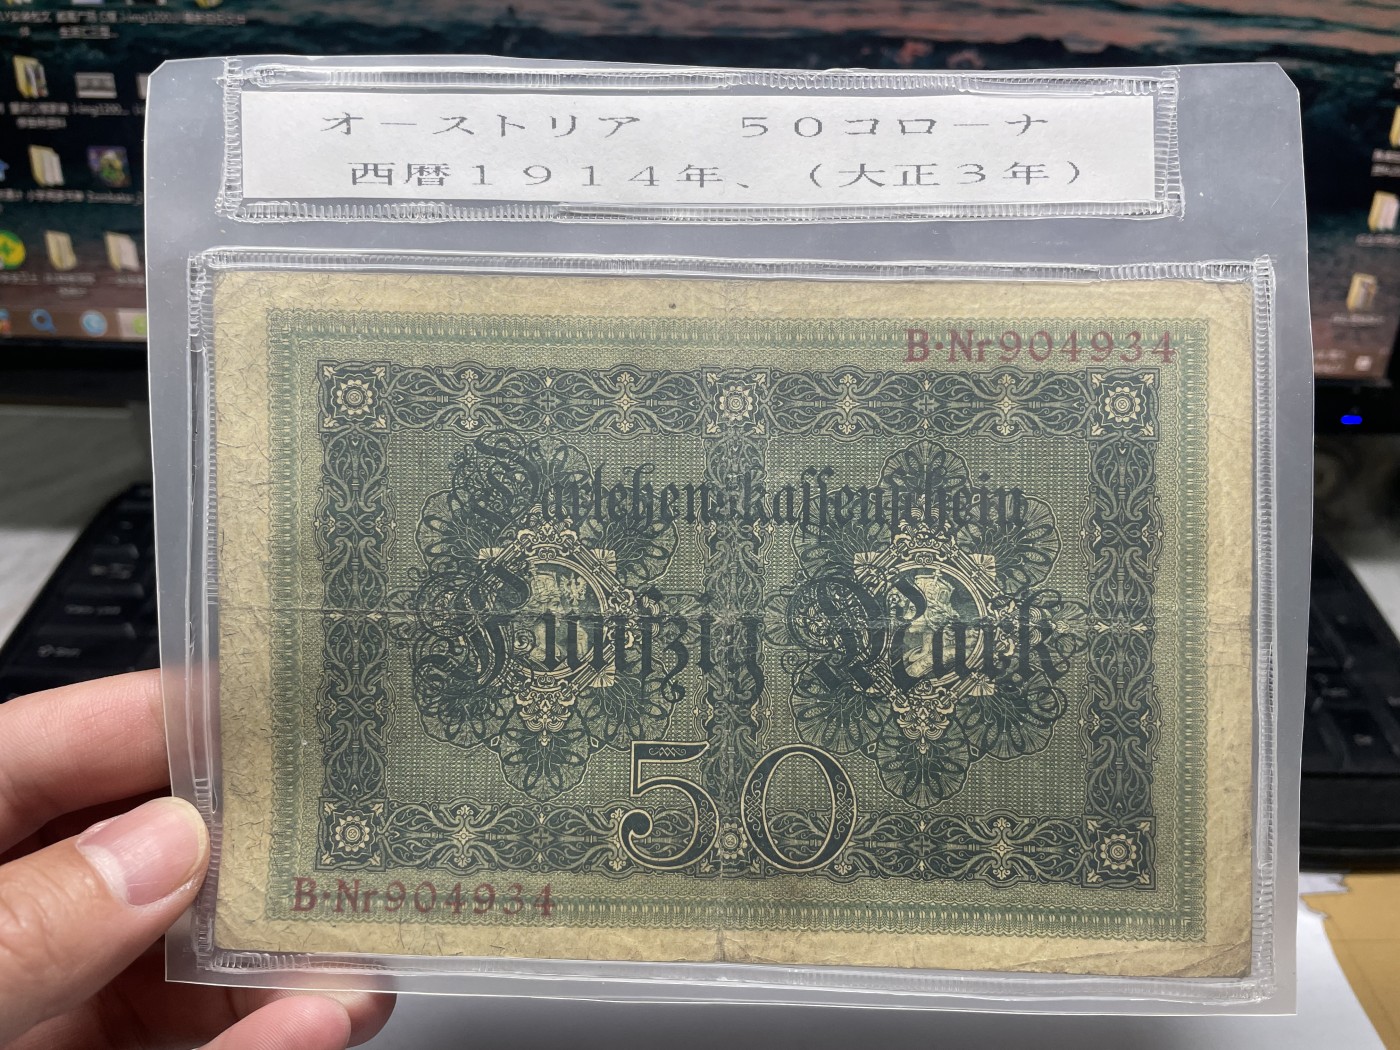 オーストリア　　５０コローナ
西暦１９１４年、（大正３年）
B·Nr904934
Darlehenskassenschein
Fünfzig Mark
50
B·Nr904934